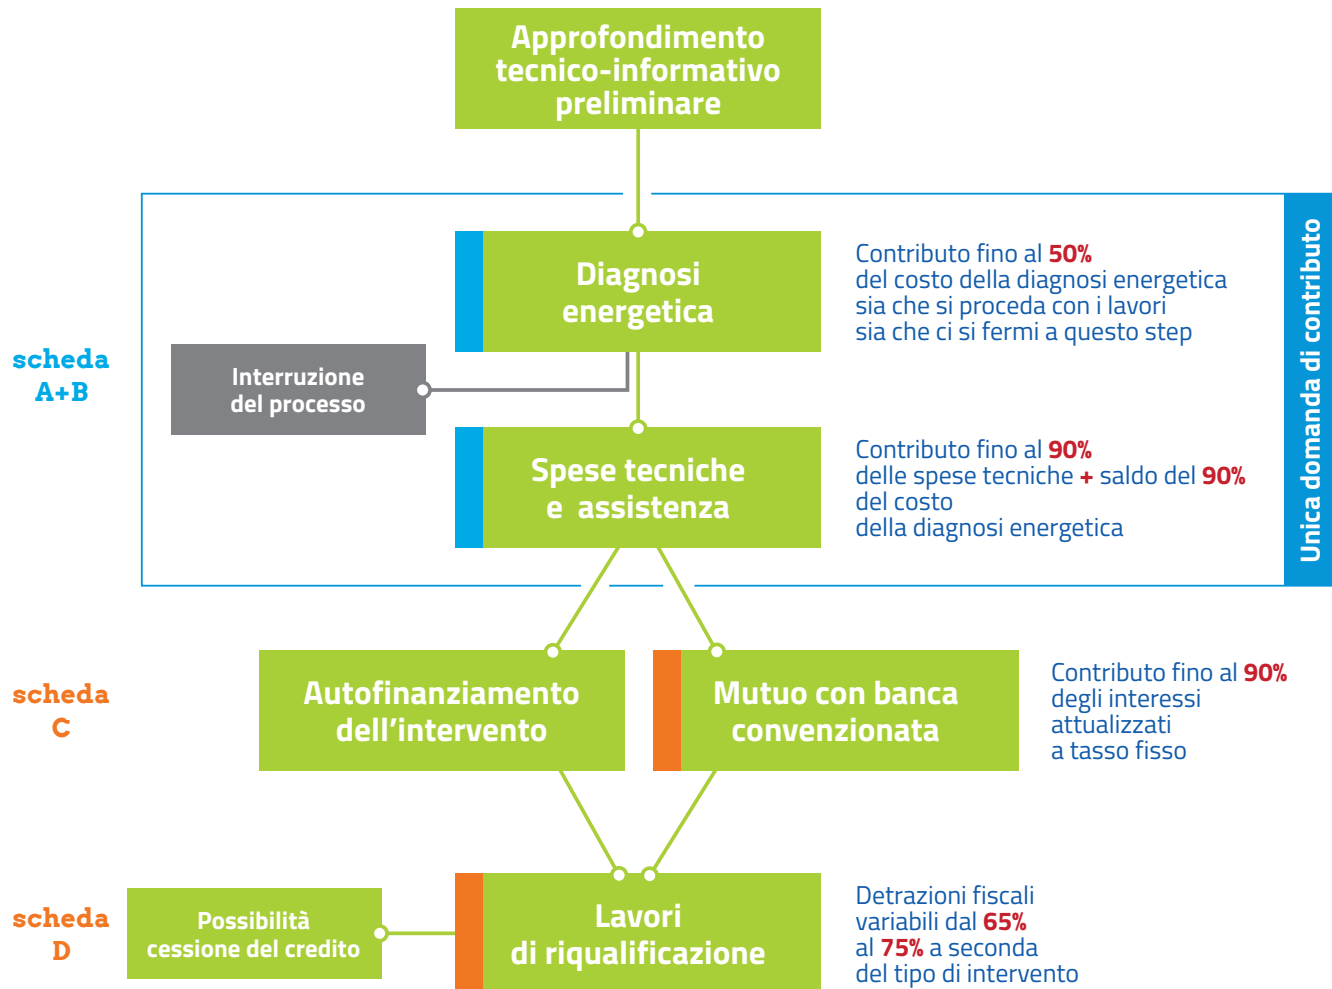 Approfondimento
tecnico-informativo
preliminare
Unica domanda di contributo
scheda
A+B
Diagnosi
energetica
Contributo fino al 50%
del costo della diagnosi energetica
sia che si proceda con i lavori
sia che ci si fermi a questo step
Interruzione
del processo
Spese tecniche
e assistenza
Contributo fino al 90%
delle spese tecniche + saldo del 90%
del costo
della diagnosi energetica
scheda
C
Autofinanziamento
dell’intervento
Mutuo con banca
convenzionata
Contributo fino al 90%
degli interessi
attualizzati
a tasso fisso
scheda
D
Possibilità
cessione del credito
Lavori
di riqualificazione
Detrazioni fiscali
variabili dal 65%
al 75% a seconda
del tipo di intervento